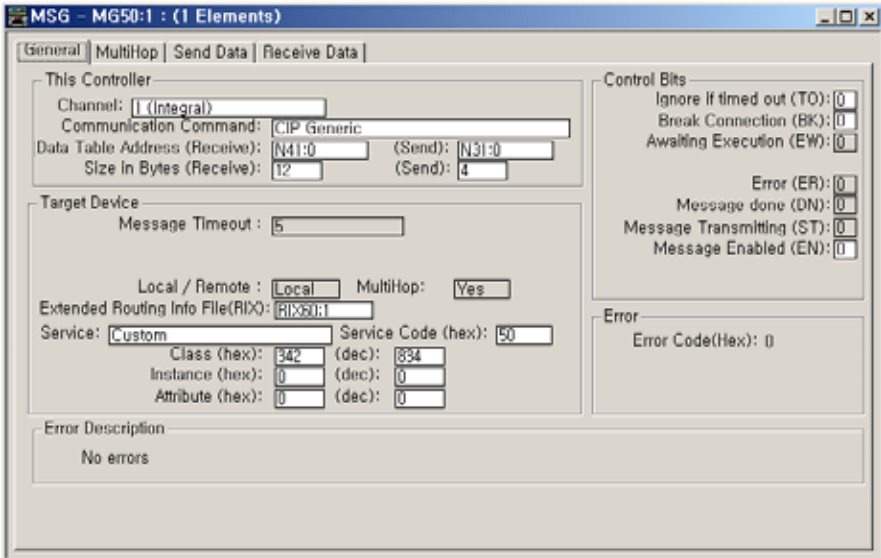 MSG - MG50:1 : (1 Elements)
General MultiHop Send Data Receive Data
This Controller
Channel: 1 (Integral)
Communication Command: CIP Generic
Data Table Address (Receive): N41:0 (Send): N31:0
Size in Bytes (Receive): 12 (Send): 4
Target Device
Message Timeout : 5
Local / Remote : Local MultiHop: Yes
Extended Routing Info File(RIX): RIX60:1
Service: Custom Service Code (hex): 50
Class (hex): 342 (dec): 834
Instance (hex): 0 (dec): 0
Attribute (hex): 0 (dec): 0
Control Bits
Ignore if timed out (TO): 0
Break Connection (BK): 0
Awaiting Execution (EW): 0
Error (ER): 0
Message done (DN): 0
Message Transmitting (ST): 0
Message Enabled (EN): 0
Error
Error Code(Hex): 0
Error Description
No errors